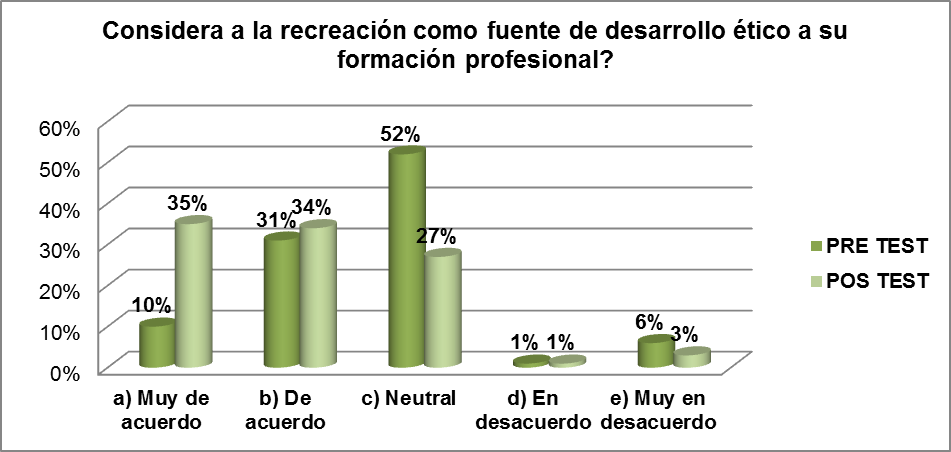 Considera a la recreación como fuente de desarrollo ético a su
formación profesional?
60%
50%
40%
30%
20%
10%
0%
10%
35%
31%
34%
52%
27%
1%
1%
6%
3%
a) Muy de
acuerdo
b) De
acuerdo
c) Neutral
d) En
desacuerdo
e) Muy en
desacuerdo
PRE TEST
POS TEST